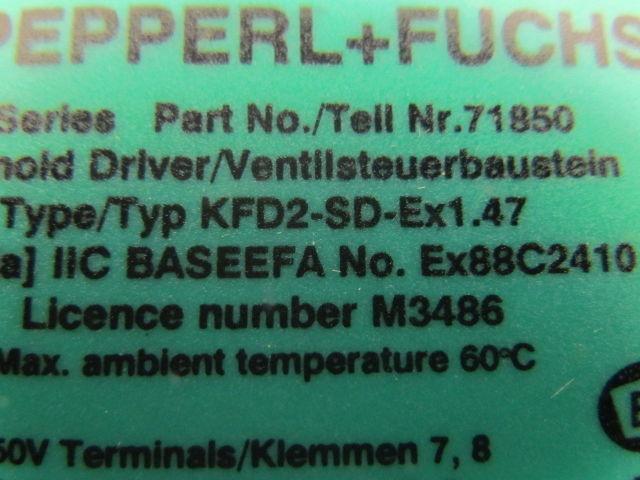 PEPPERL+FUCHS
Series Part No./Teil Nr.71850
noid Driver/Ventilsteuerbaustein
Type/Typ KFD2-SD-Ex1.47
a] IIC BASEEFA No. Ex88C2410
Licence number M3486
Max. ambient temperature 60°C
50V Terminals/Klemmen 7, 8